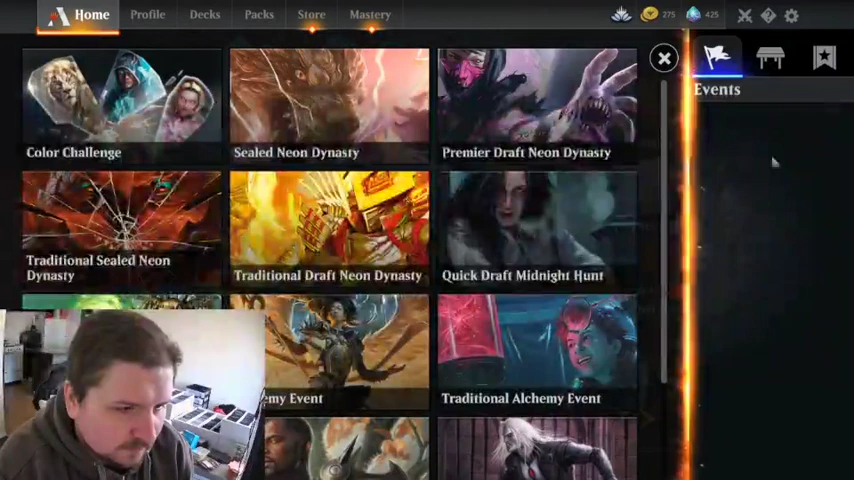 Home Profile Decks Packs Store Mastery 275 425
Events
Color Challenge
Sealed Neon Dynasty
Premier Draft Neon Dynasty
Traditional Sealed Neon
Dynasty
Traditional Draft Neon Dynasty
Quick Draft Midnight Hunt
Event
Traditional Alchemy Event